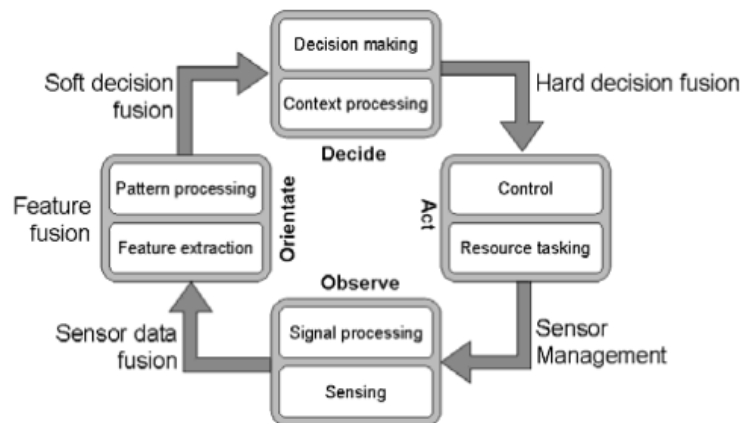 Decision making
Context processing
Decide
Soft decision
fusion
Hard decision fusion
Pattern processing
Feature extraction
Orientate
Feature
fusion
Control
Resource tasking
Act
Observe
Signal processing
Sensing
Sensor data
fusion
Sensor
Management